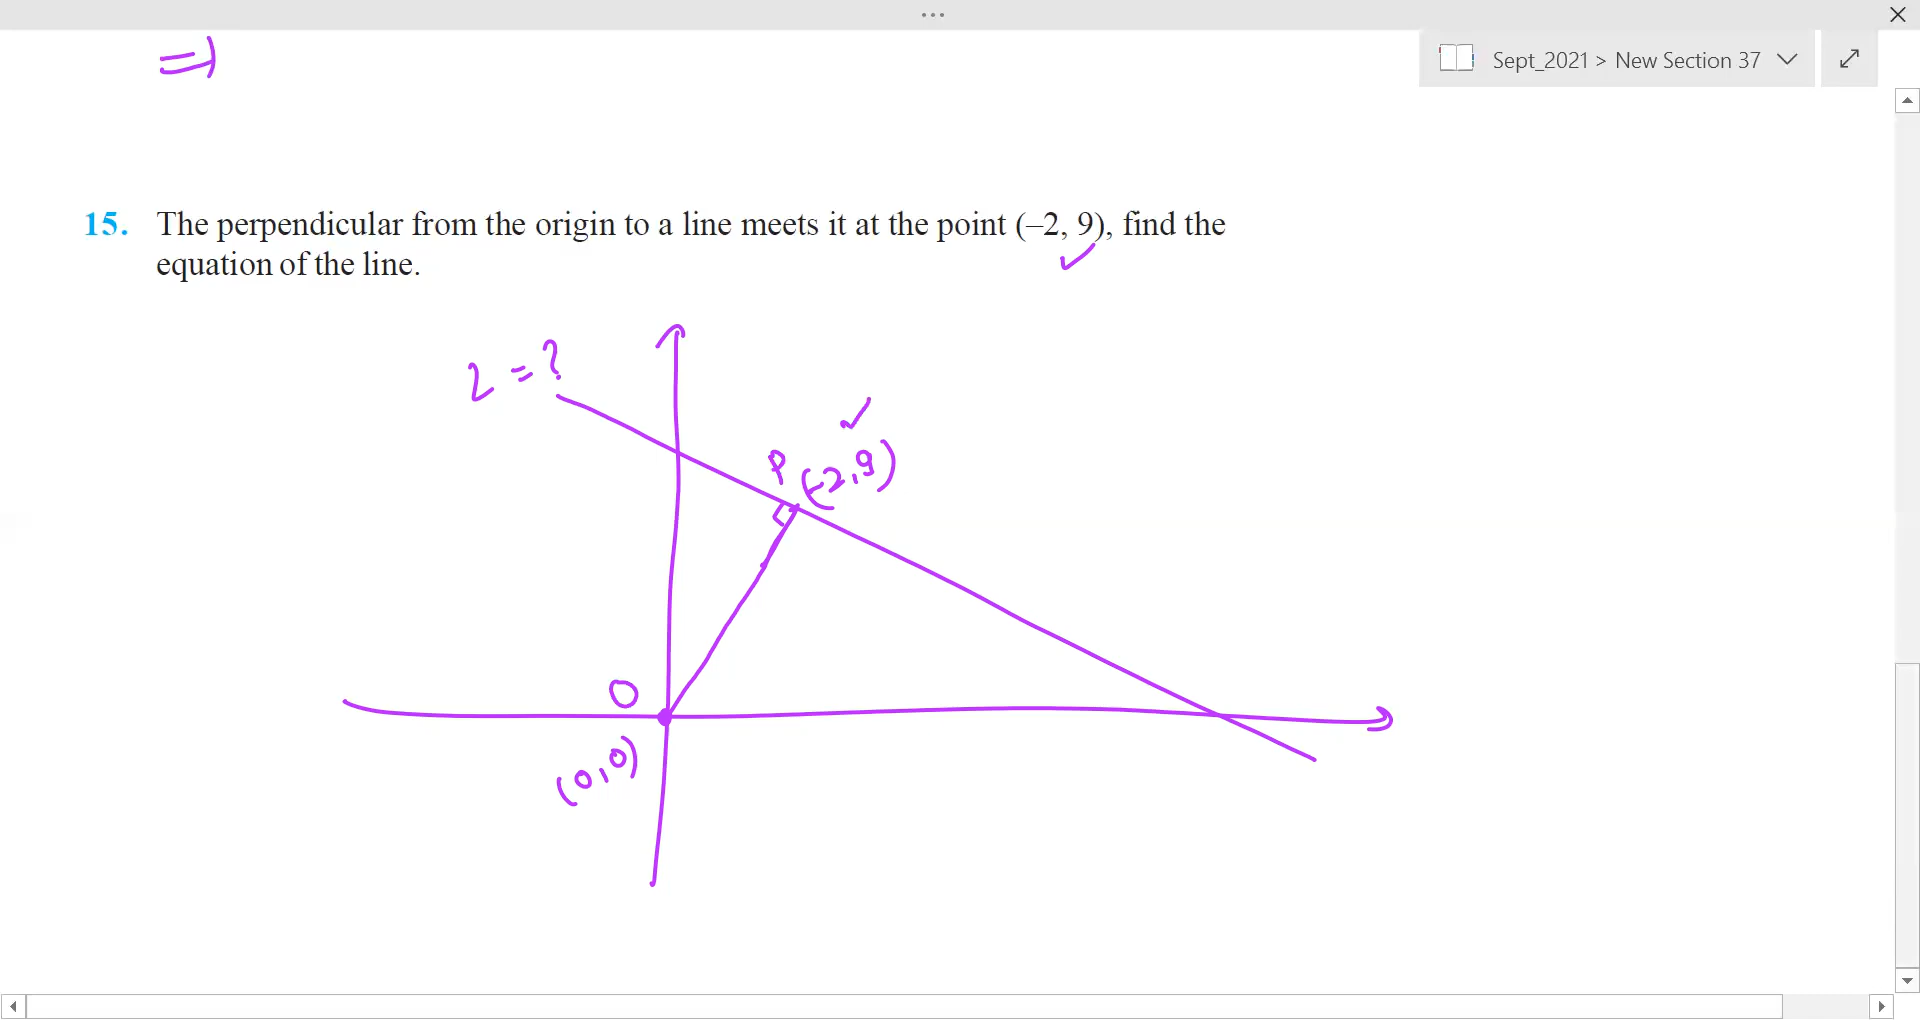 =>
Sept_2021 > New Section 37
15. The perpendicular from the origin to a line meets it at the point (–2, 9), find the
equation of the line.
L = ?
P (-2,9)
O
(0,0)